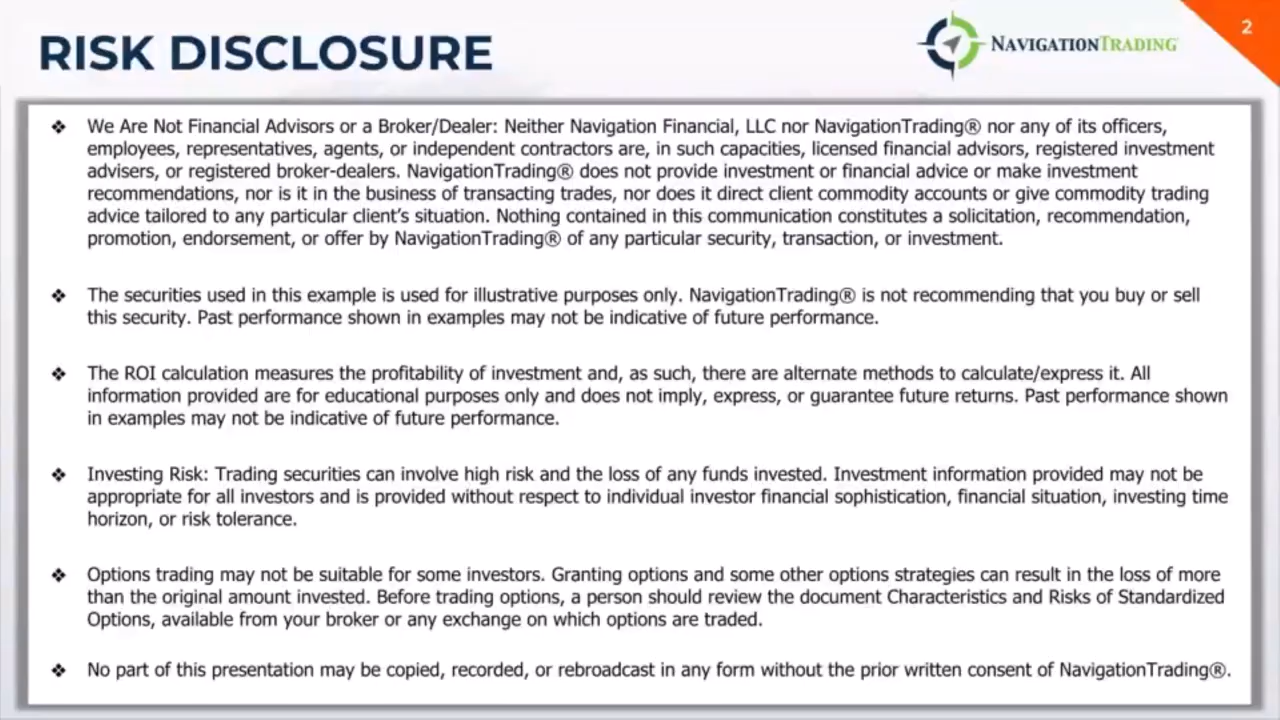 RISK DISCLOSURE
NAVIGATIONTRADING
2
❖ We Are Not Financial Advisors or a Broker/Dealer: Neither Navigation Financial, LLC nor NavigationTrading® nor any of its officers,
employees, representatives, agents, or independent contractors are, in such capacities, licensed financial advisors, registered investment
advisers, or registered broker-dealers. NavigationTrading® does not provide investment or financial advice or make investment
recommendations, nor is it in the business of transacting trades, nor does it direct client commodity accounts or give commodity trading
advice tailored to any particular client's situation. Nothing contained in this communication constitutes a solicitation, recommendation,
promotion, endorsement, or offer by NavigationTrading® of any particular security, transaction, or investment.
❖ The securities used in this example is used for illustrative purposes only. NavigationTrading® is not recommending that you buy or sell
this security. Past performance shown in examples may not be indicative of future performance.
❖ The ROI calculation measures the profitability of investment and, as such, there are alternate methods to calculate/express it. All
information provided are for educational purposes only and does not imply, express, or guarantee future returns. Past performance shown
in examples may not be indicative of future performance.
❖ Investing Risk: Trading securities can involve high risk and the loss of any funds invested. Investment information provided may not be
appropriate for all investors and is provided without respect to individual investor financial sophistication, financial situation, investing time
horizon, or risk tolerance.
❖ Options trading may not be suitable for some investors. Granting options and some other options strategies can result in the loss of more
than the original amount invested. Before trading options, a person should review the document Characteristics and Risks of Standardized
Options, available from your broker or any exchange on which options are traded.
❖ No part of this presentation may be copied, recorded, or rebroadcast in any form without the prior written consent of NavigationTrading®.